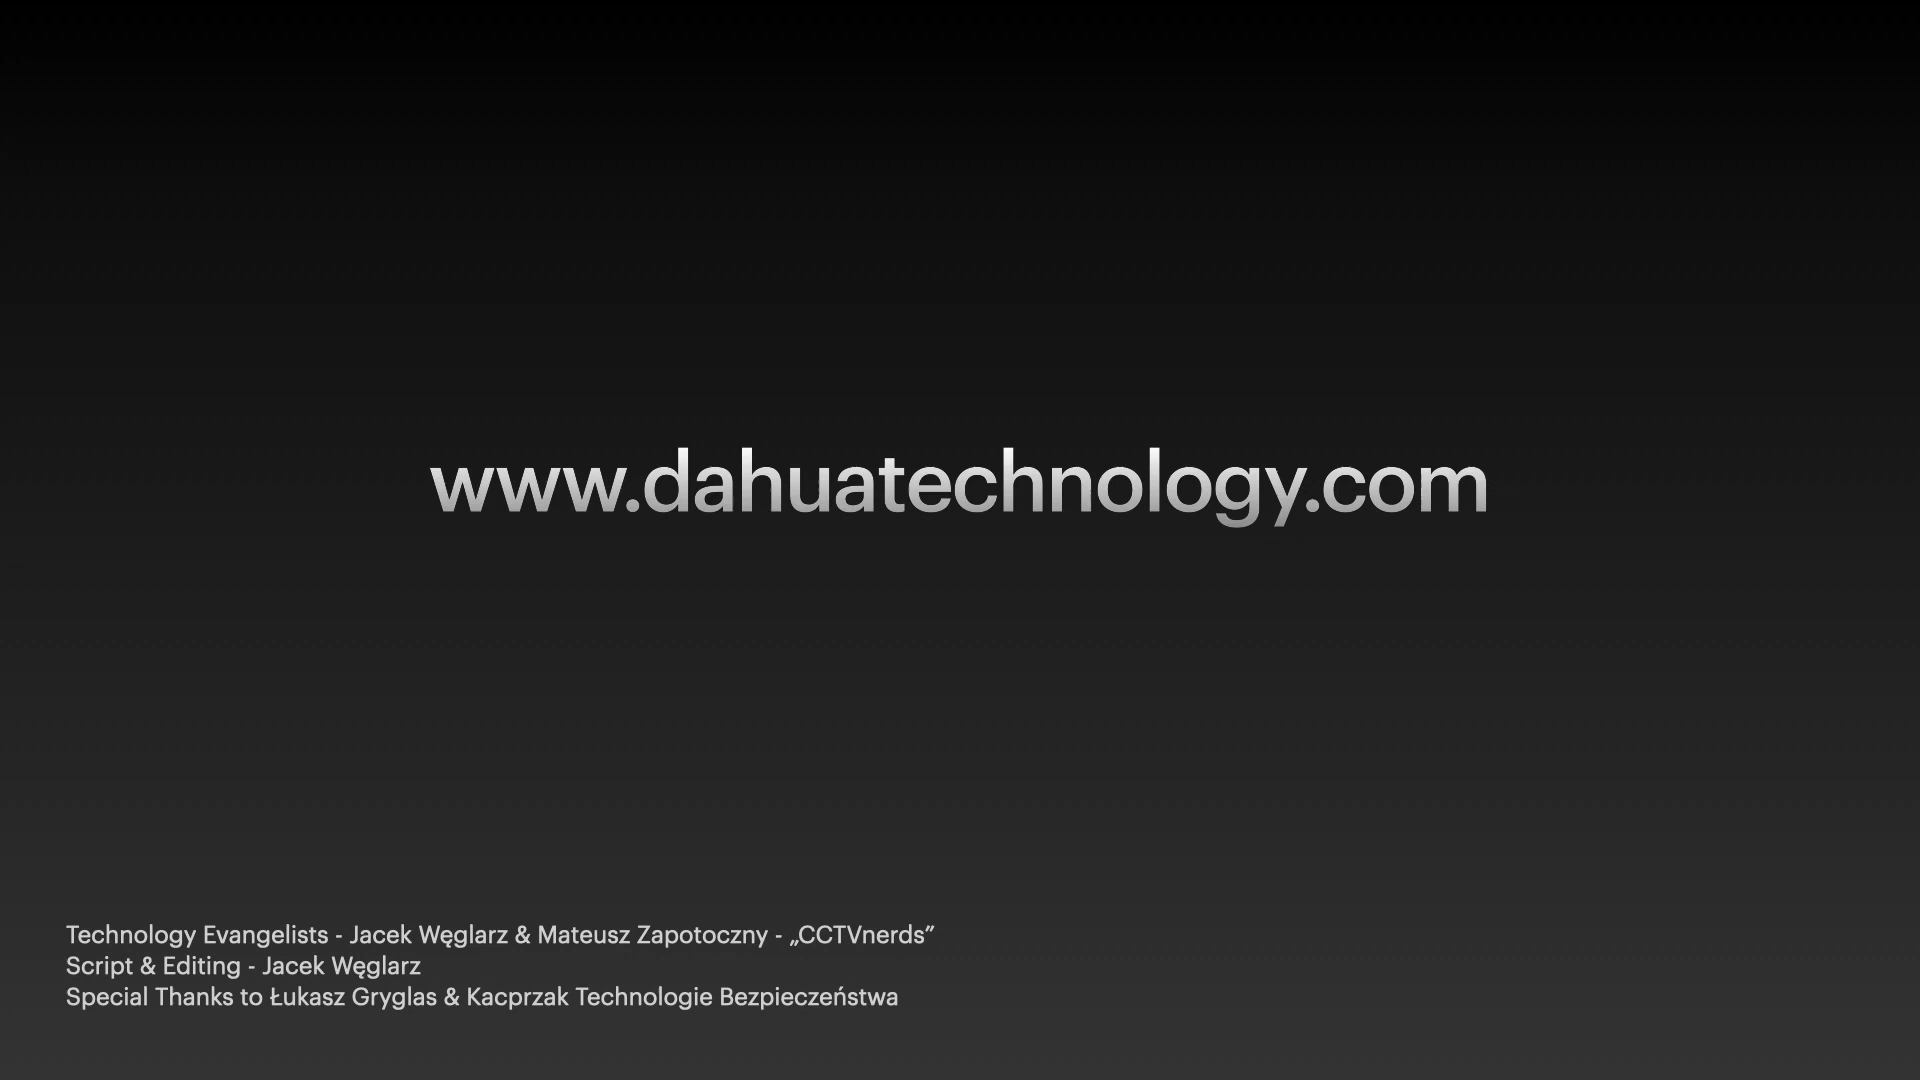 www.dahuatechnology.com
Technology Evangelists - Jacek Węglarz & Mateusz Zapotoczny - „CCTVnerds”
Script & Editing - Jacek Węglarz
Special Thanks to Łukasz Gryglas & Kacprzak Technologie Bezpieczeństwa